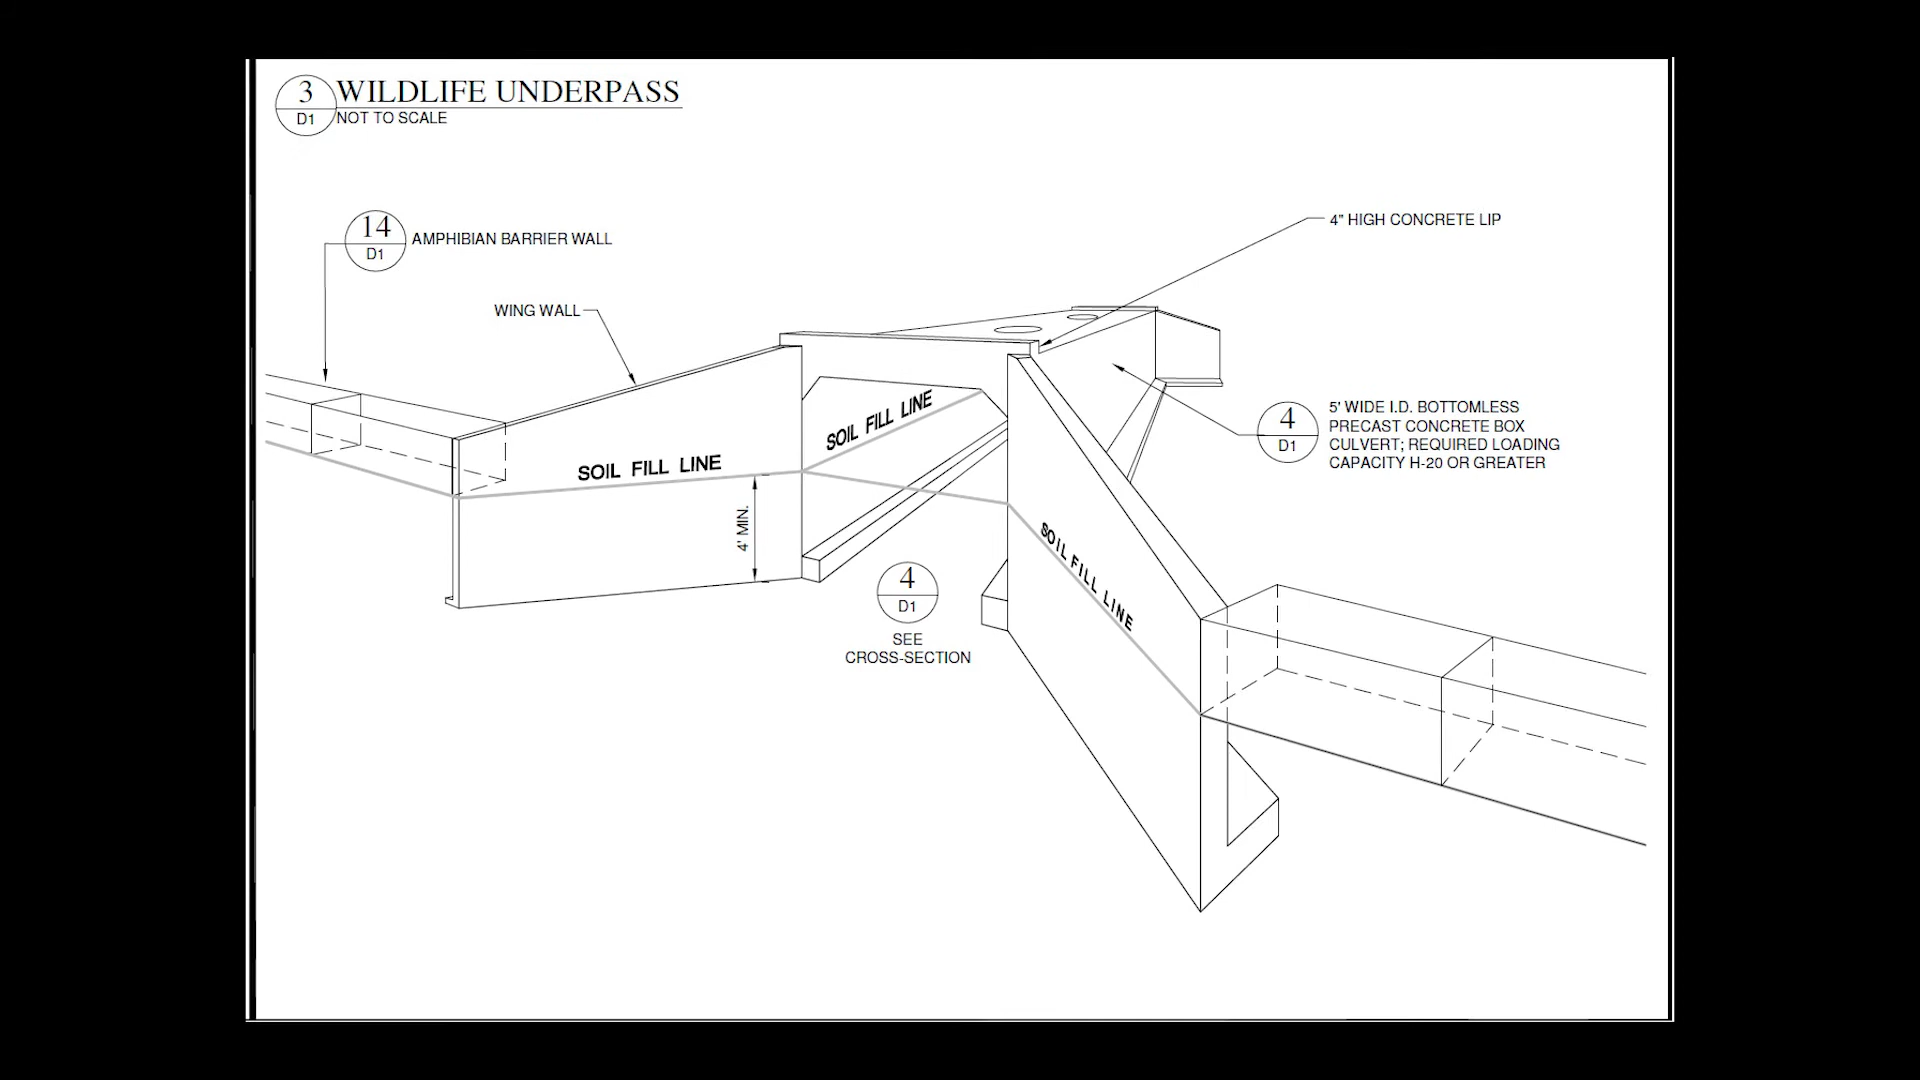 3
D1
WILDLIFE UNDERPASS
NOT TO SCALE
14
D1
AMPHIBIAN BARRIER WALL
WING WALL
4" HIGH CONCRETE LIP
4
D1
5' WIDE I.D. BOTTOMLESS
PRECAST CONCRETE BOX
CULVERT; REQUIRED LOADING
CAPACITY H-20 OR GREATER
SOIL FILL LINE
SOIL FILL LINE
4' MIN.
SOIL FILL LINE
4
D1
SEE
CROSS-SECTION